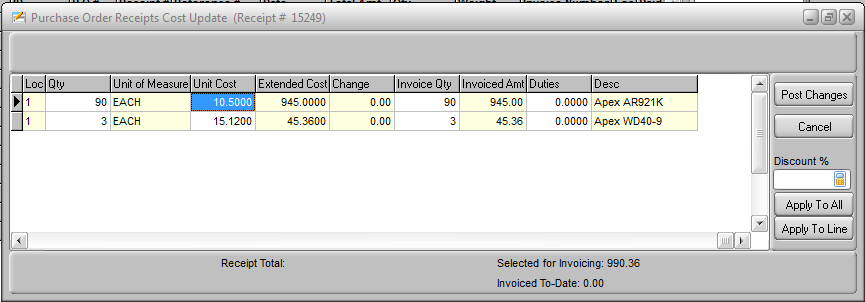 Purchase Order Receipts Cost Update (Receipt # 15249)
Loc Qty Unit of Measure Unit Cost Extended Cost Change Invoice Qty Invoiced Amt Duties Desc
1 90 EACH 10.5000 945.0000 0.00 90 945.00 0.0000 Apex AR921K
1 3 EACH 15.1200 45.3600 0.00 3 45.36 0.0000 Apex WD40-9
Post Changes
Cancel
Discount %
Apply To All
Apply To Line
Receipt Total: Selected for Invoicing: 990.36
Invoiced To-Date: 0.00